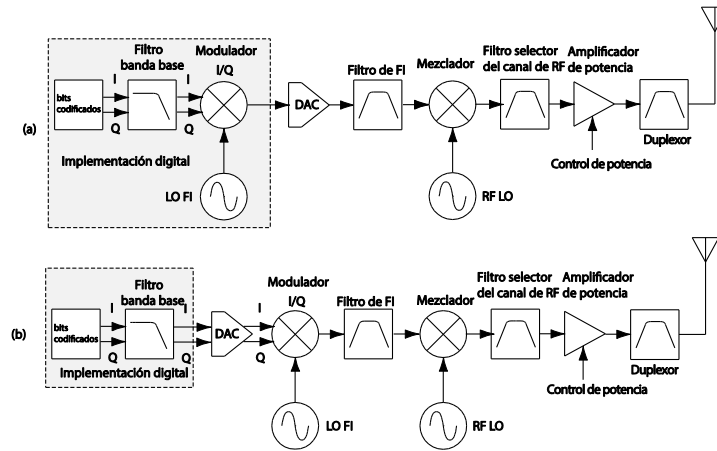 (a)
bits
codificados
I
Q
Filtro
banda base
I
Q
Modulador
I/Q
Implementación digital
LO FI
DAC
Filtro de FI
Mezclador
RF LO
Filtro selector
del canal de RF
Amplificador
de potencia
Control de potencia
Duplexor
(b)
bits
codificados
I
Q
Filtro
banda base
I
Q
Implementación digital
DAC
I
Q
Modulador
I/Q
LO FI
Filtro de FI
Mezclador
RF LO
Filtro selector
del canal de RF
Amplificador
de potencia
Control de potencia
Duplexor